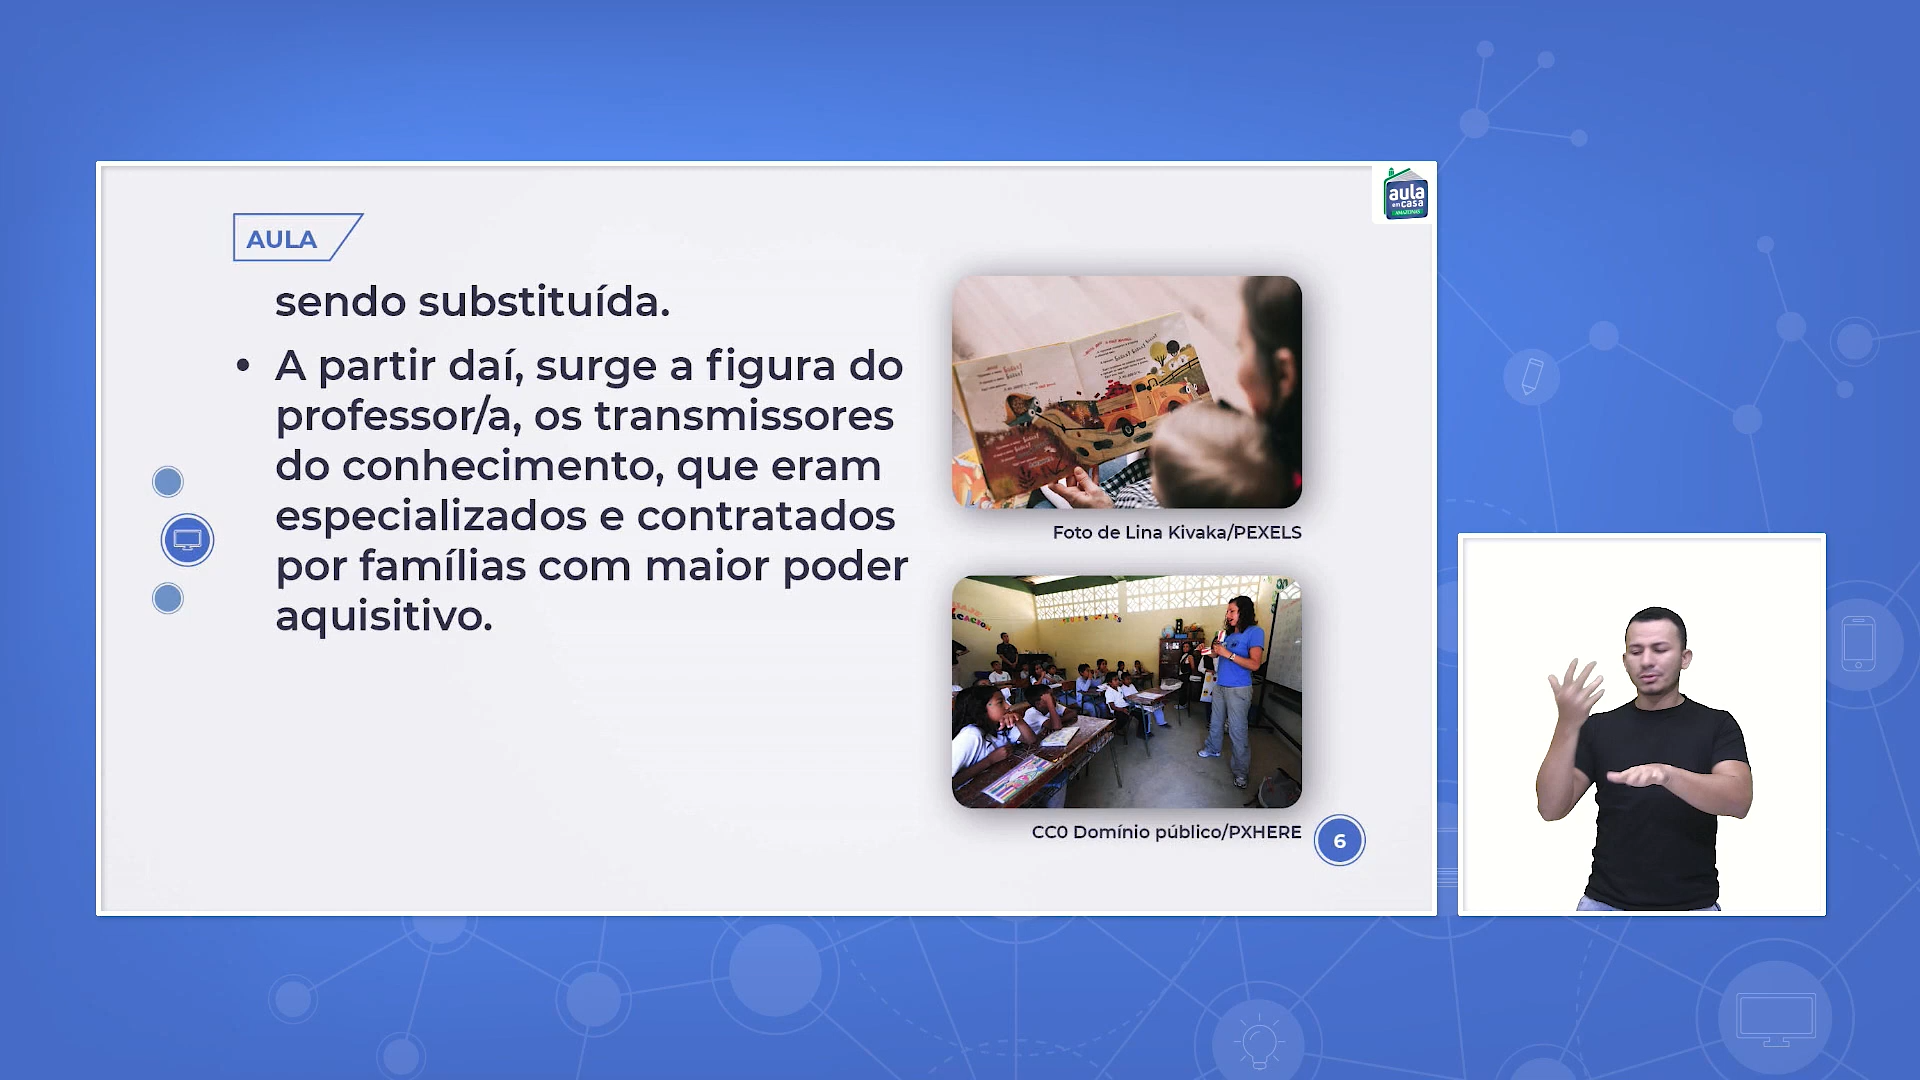 aula
em casa
AMAZONAS
AULA
sendo substituída.
• A partir daí, surge a figura do
professor/a, os transmissores
do conhecimento, que eram
especializados e contratados
por famílias com maior poder
aquisitivo.
Foto de Lina Kivaka/PEXELS
CC0 Domínio público/PXHERE
6